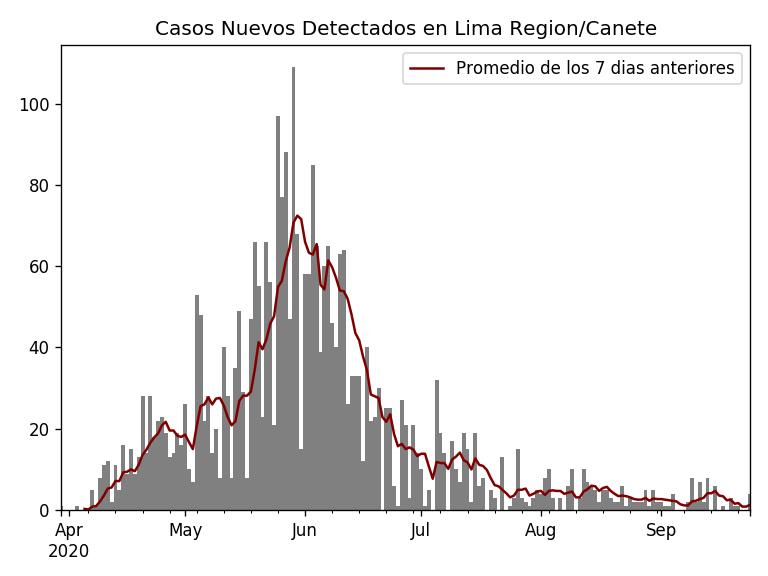 Casos Nuevos Detectados en Lima Region/Canete
Promedio de los 7 dias anteriores
100
80
60
40
20
0
Apr May Jun Jul Aug Sep
2020